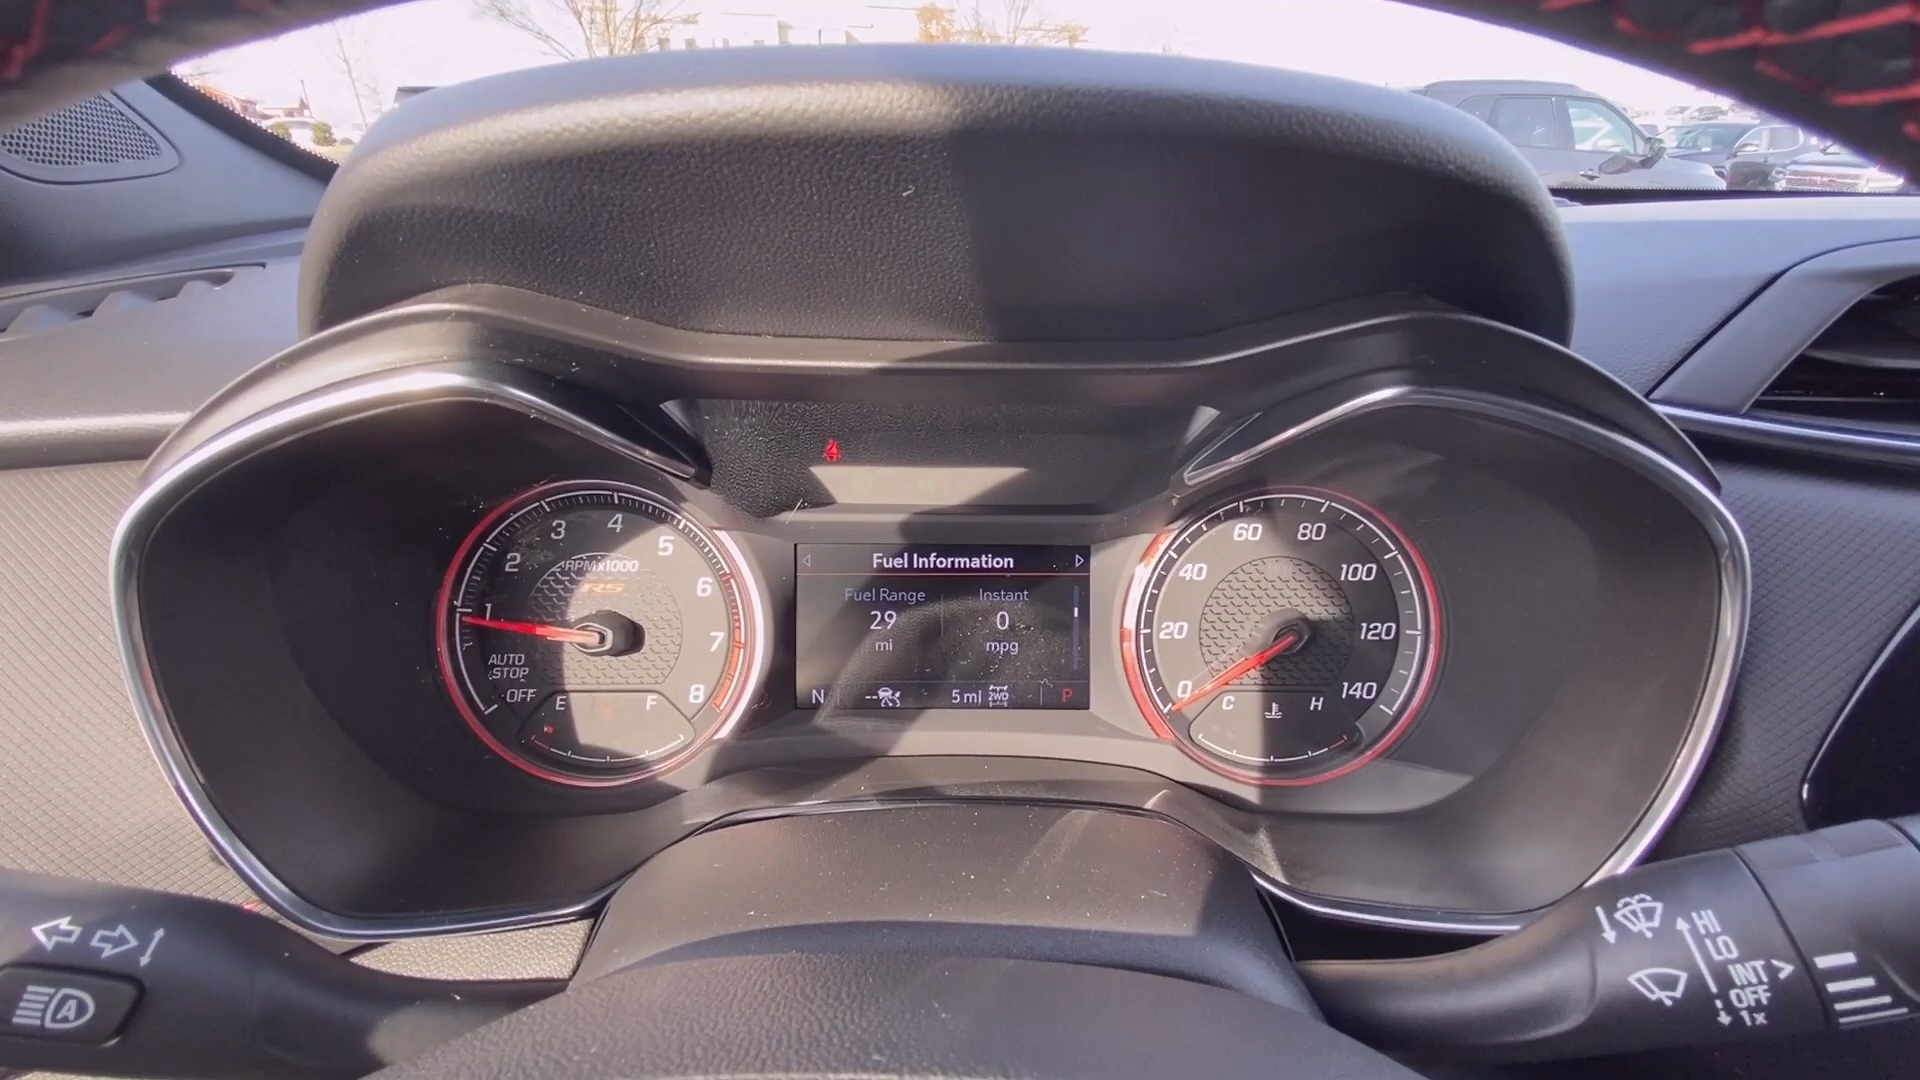 3 4
2 5
RPMx1000
RS
6
1
7
AUTO
STOP
OFF
8
E F
Fuel Information
Fuel Range Instant
29 0
mi mpg
N 5 mi 2WD P
60 80
40 100
20 120
0 140
C H
A
HI
LO
INT
OFF
1x